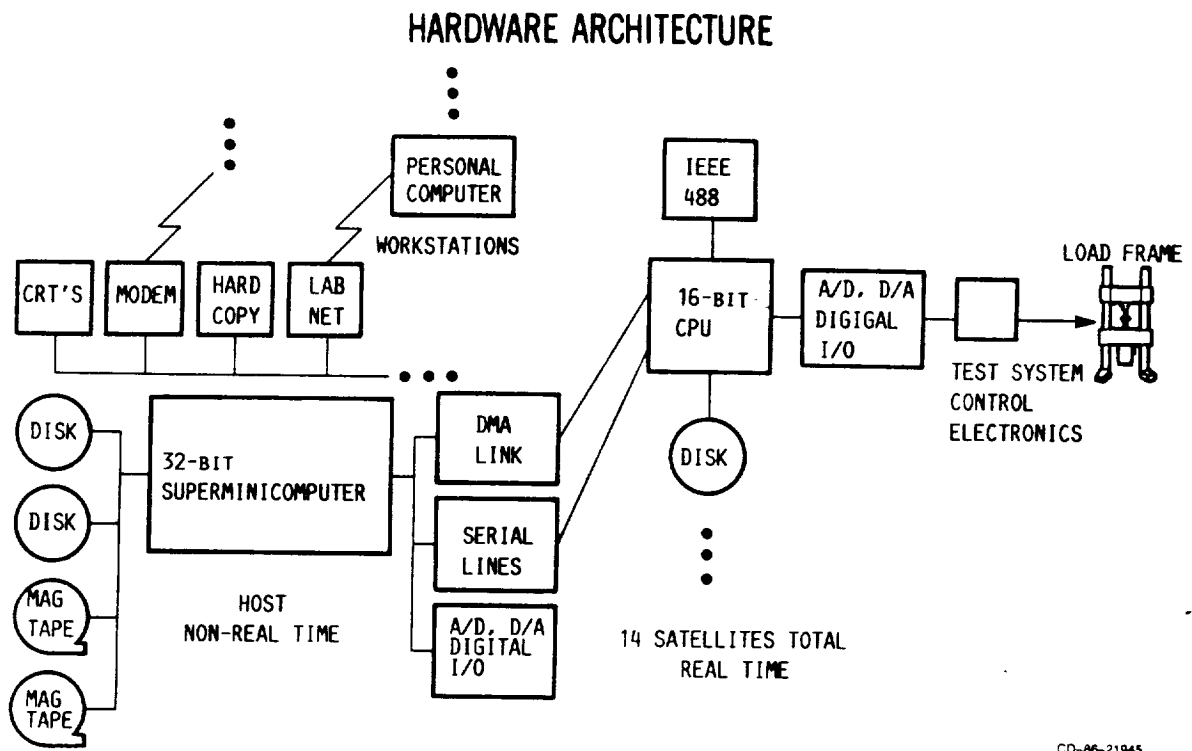 HARDWARE ARCHITECTURE
PERSONAL
COMPUTER
WORKSTATIONS
CRT'S
MODEM
HARD
COPY
LAB
NET
IEEE
488
16-BIT
CPU
A/D, D/A
DIGIGAL
I/O
LOAD FRAME
TEST SYSTEM
CONTROL
ELECTRONICS
DISK
DISK
MAG
TAPE
MAG
TAPE
32-BIT
SUPERMINICOMPUTER
HOST
NON-REAL TIME
DMA
LINK
SERIAL
LINES
A/D, D/A
DIGITAL
I/O
DISK
14 SATELLITES TOTAL
REAL TIME
CD-86-21945